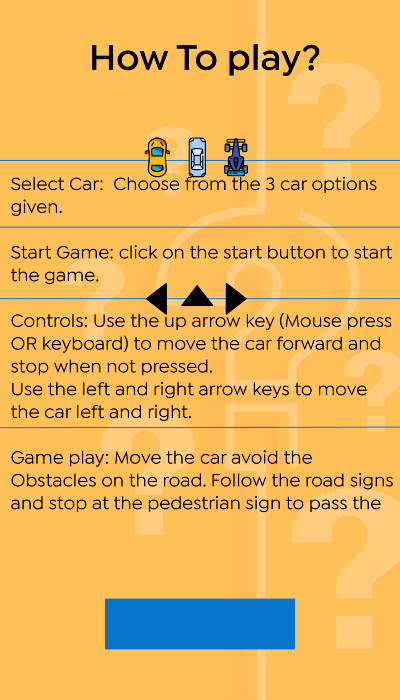 How To play?
Select Car:  Choose from the 3 car options
given.
Start Game: click on the start button to start
the game.
Controls: Use the up arrow key (Mouse press
OR keyboard) to move the car forward and
stop when not pressed.
Use the left and right arrow keys to move
the car left and right.
Game play: Move the car avoid the
Obstacles on the road. Follow the road signs
and stop at the pedestrian sign to pass the